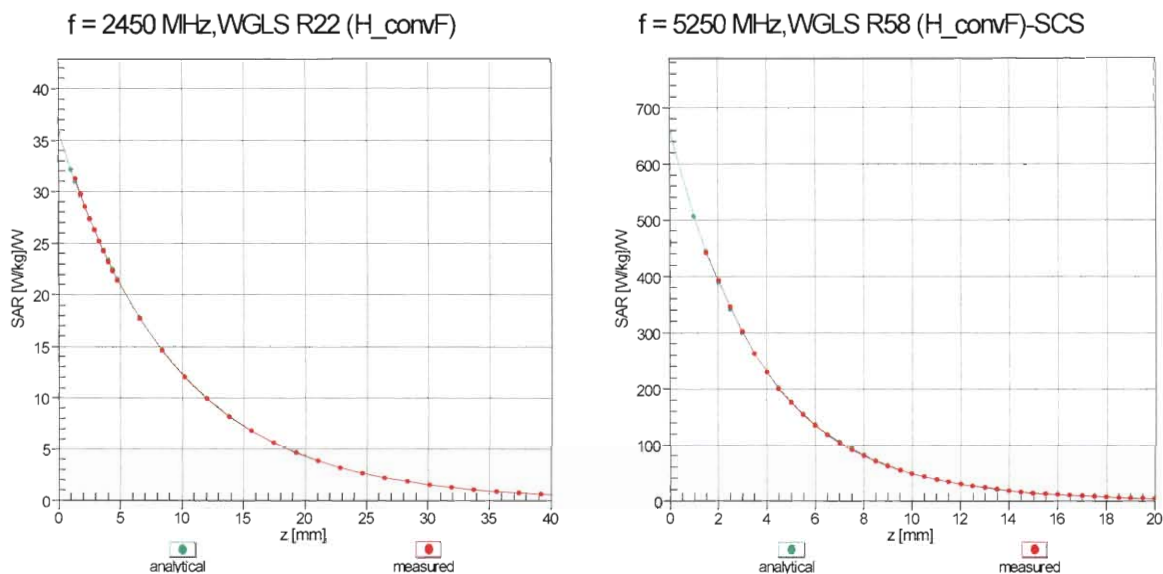 f = 2450 MHz,WGLS R22 (H_convF)
40
35
30
25
20
15
10
5
0
SAR [W/kg]/W
0 5 10 15 20 25 30 35 40
z [mm]
analytical measured
f = 5250 MHz,WGLS R58 (H_convF)-SCS
700
600
500
400
300
200
100
0
SAR [W/kg]/W
0 2 4 6 8 10 12 14 16 18 20
z [mm]
analytical measured